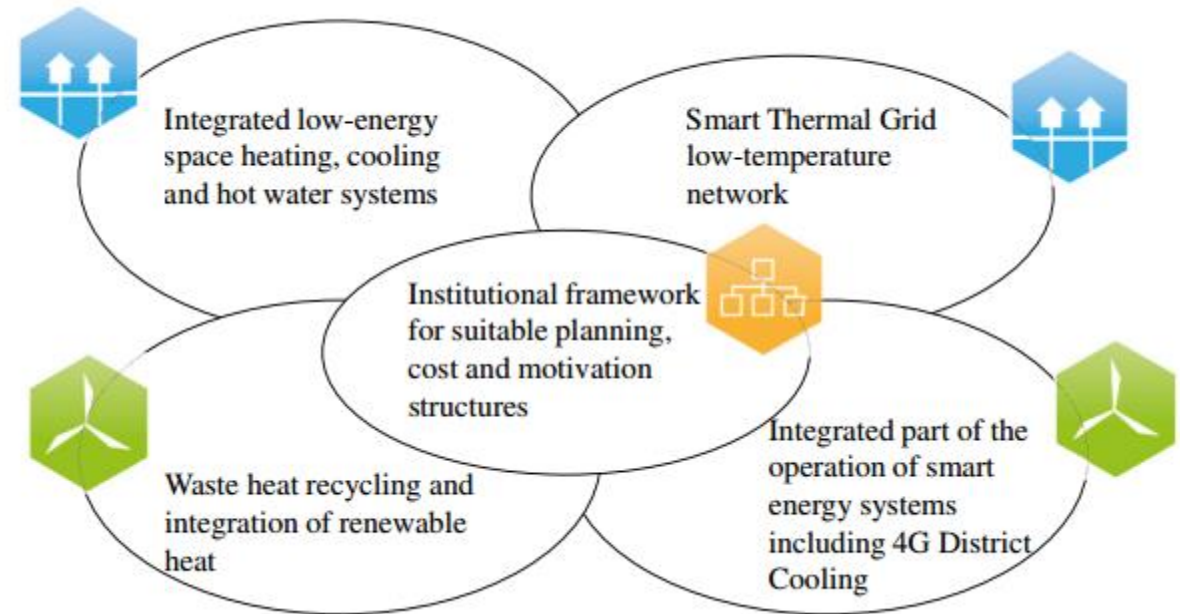 Integrated low-energy
space heating, cooling
and hot water systems
Smart Thermal Grid
low-temperature
network
Institutional framework
for suitable planning,
cost and motivation
structures
Waste heat recycling and
integration of renewable
heat
Integrated part of the
operation of smart
energy systems
including 4G District
Cooling